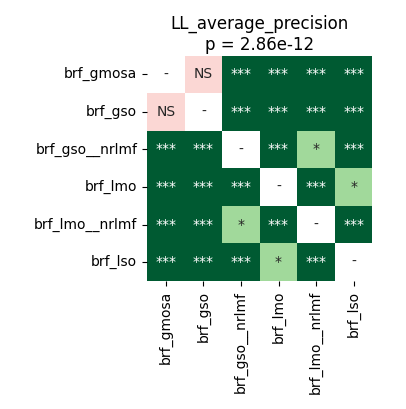 LL_average_precision
p = 2.86e-12
brf_gmosa - NS *** *** *** ***
brf_gso NS - *** *** *** ***
brf_gso__nrlmf *** *** - *** * ***
brf_lmo *** *** *** - *** *
brf_lmo__nrlmf *** *** * *** - ***
brf_lso *** *** *** * *** -
brf_gmosa
brf_gso
brf_gso__nrlmf
brf_lmo
brf_lmo__nrlmf
brf_lso